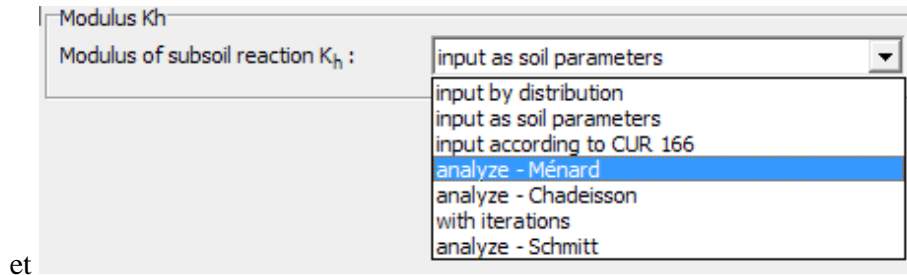 Modulus Kh
Modulus of subsoil reaction Kh : input as soil parameters
input by distribution
input as soil parameters
input according to CUR 166
analyze - Ménard
analyze - Chadeisson
with iterations
analyze - Schmitt
et